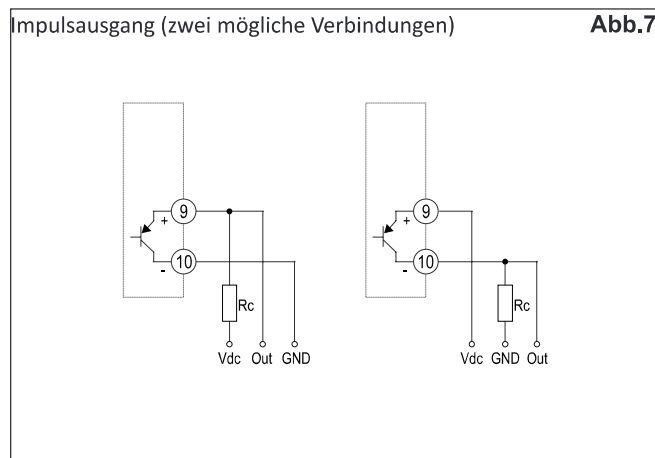 Impulsausgang (zwei mögliche Verbindungen) Abb.7
+ 9 + 9
- 10 - 10
Rc Rc
Vdc Out GND Vdc GND Out